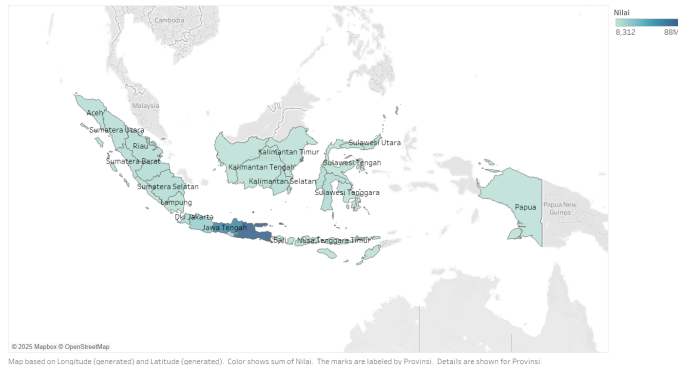 Cambodia
Nilai
8,312 88M
Malaysia
Aceh
Sumatera Utara
Riau
Sumatera Barat
Sumatera Selatan
Lampung
Dki Jakarta
Jawa Tengah
Bali
Nusa Tenggara Timur
Kalimantan Timur
Kalimantan Tengah
Kalimantan Selatan
Sulawesi Utara
Sulawesi Tengah
Sulawesi Tenggara
Papua
Papua New
Guinea
© 2025 Mapbox © OpenStreetMap
Map based on Longitude (generated) and Latitude (generated). Color shows sum of Nilai. The marks are labeled by Provinsi. Details are shown for Provinsi.